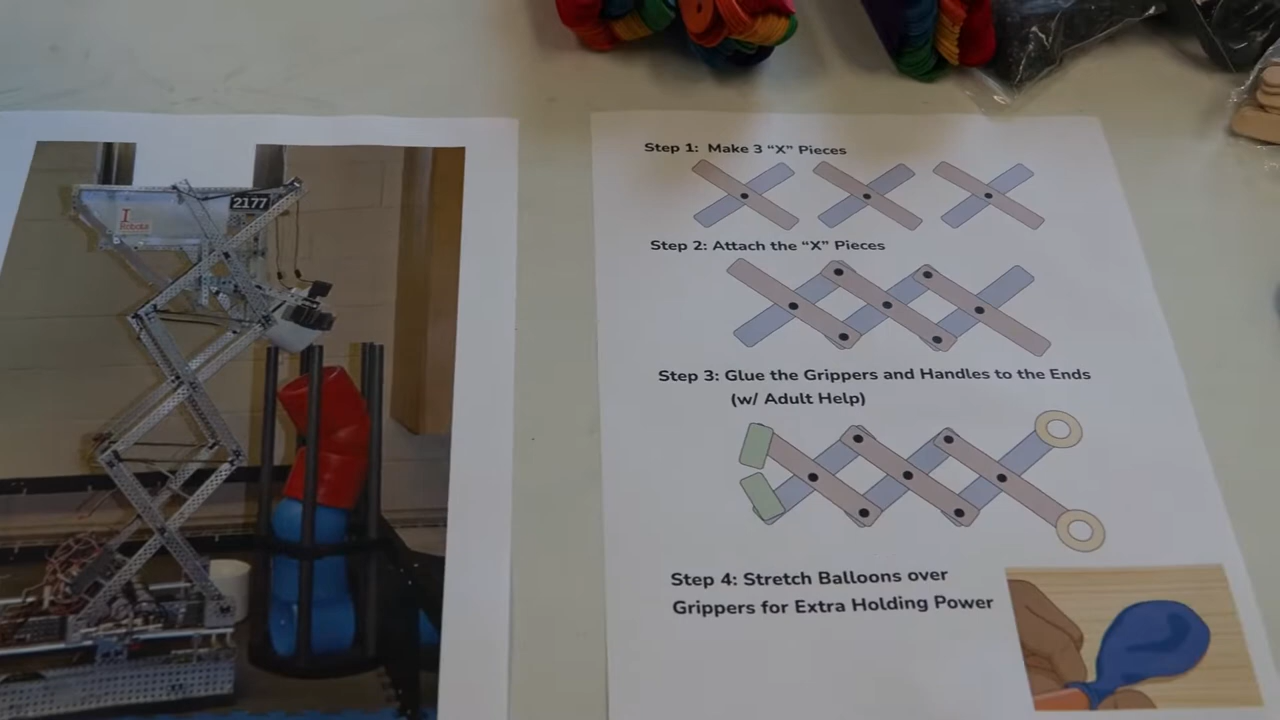 2177
I
Robotics
Step 1: Make 3 “X” Pieces
Step 2: Attach the “X” Pieces
Step 3: Glue the Grippers and Handles to the Ends
(w/ Adult Help)
Step 4: Stretch Balloons over
Grippers for Extra Holding Power